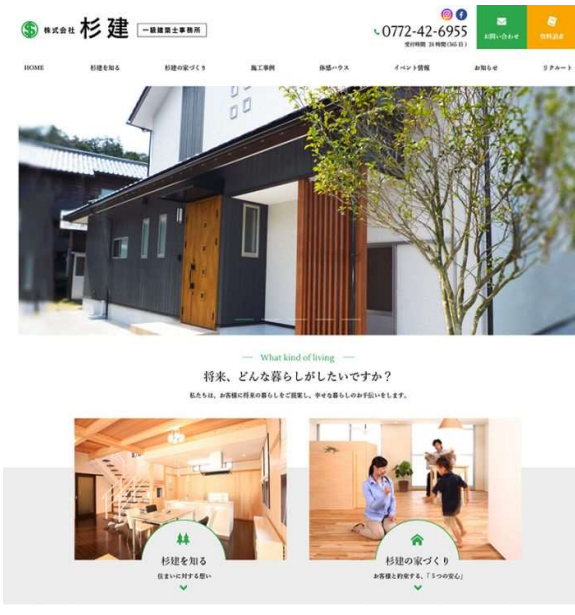 株式会社 杉建 一級建築士事務所
0772-42-6955
受付時間 24時間(365日)
お問い合わせ
資料請求
HOME 杉建を知る 杉建の家づくり 施工事例 体感ハウス イベント情報 お知らせ リクルート
What kind of living
将来、どんな暮らしがしたいですか?
私たちは、お客様に将来の暮らしをご提案し、幸せな暮らしのお手伝いをします。
杉建を知る
住まいに対する想い
杉建の家づくり
お客様と約束する、「5つの安心」